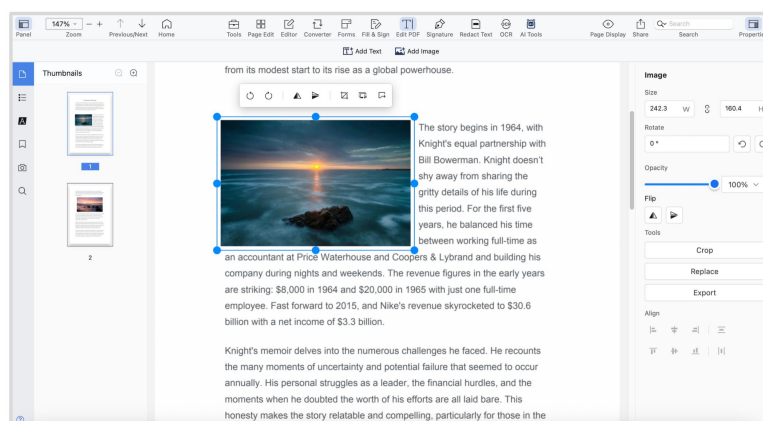 147%
Panel
Zoom
Previous/Next
Home
Tools
Page Edit
Editor
Converter
Forms
Fill & Sign
Edit PDF
Signature
Redact Text
OCR
AI Tools
Page Display
Share
Search
Search
Properti
Add Text
Add Image
Thumbnails
1
2
from its modest start to its rise as a global powerhouse.
The story begins in 1964, with
Knight's equal partnership with
Bill Bowerman. Knight doesn't
shy away from sharing the
gritty details of his life during
this period. For the first five
years, he balanced his time
between working full-time as
an accountant at Price Waterhouse and Coopers & Lybrand and building his
company during nights and weekends. The revenue figures in the early years
are striking: $8,000 in 1964 and $20,000 in 1965 with just one full-time
employee. Fast forward to 2015, and Nike's revenue skyrocketed to $30.6
billion with a net income of $3.3 billion.
Knight's memoir delves into the numerous challenges he faced. He recounts
the many moments of uncertainty and potential failure that seemed to occur
annually. His personal struggles as a leader, the financial hurdles, and the
moments when he doubted the worth of his efforts are all laid bare. This
honesty makes the story relatable and compelling, particularly for those in the
Image
Size
242.3 W
160.4 H
Rotate
0 °
Opacity
100%
Flip
Tools
Crop
Replace
Export
Align